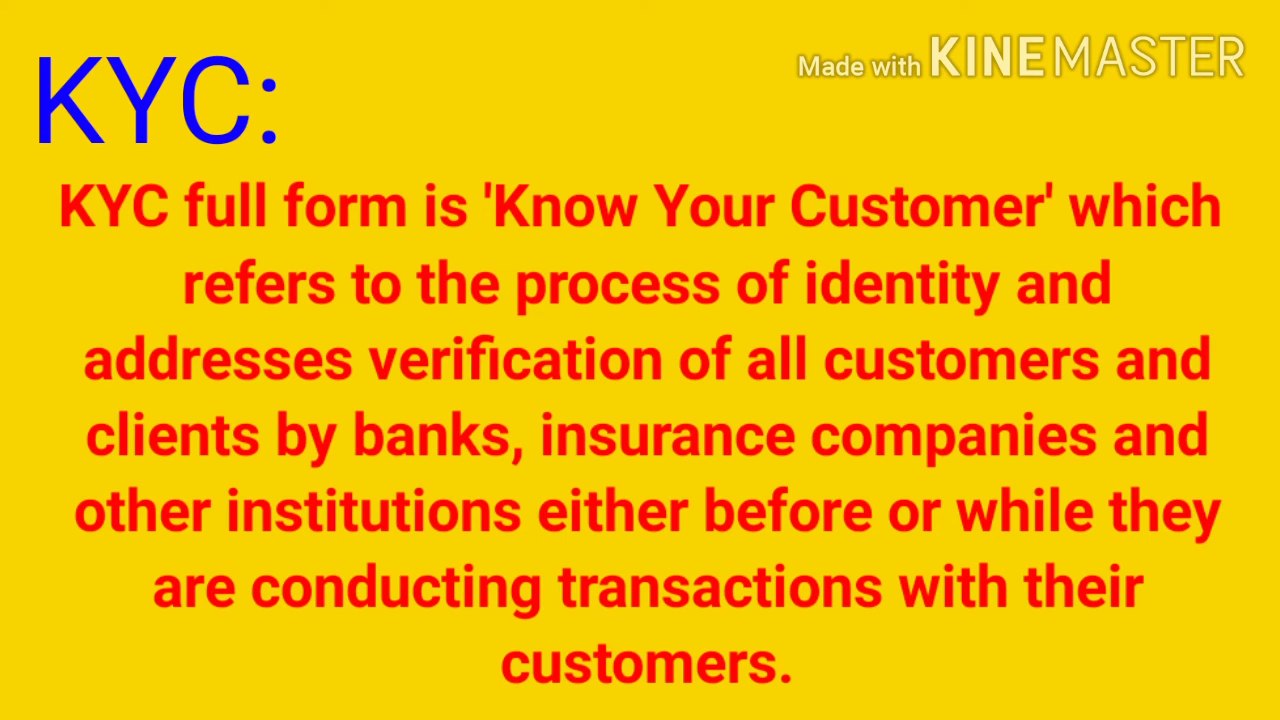 Made with KINEMASTER
KYC:
KYC full form is 'Know Your Customer' which
refers to the process of identity and
addresses verification of all customers and
clients by banks, insurance companies and
other institutions either before or while they
are conducting transactions with their
customers.